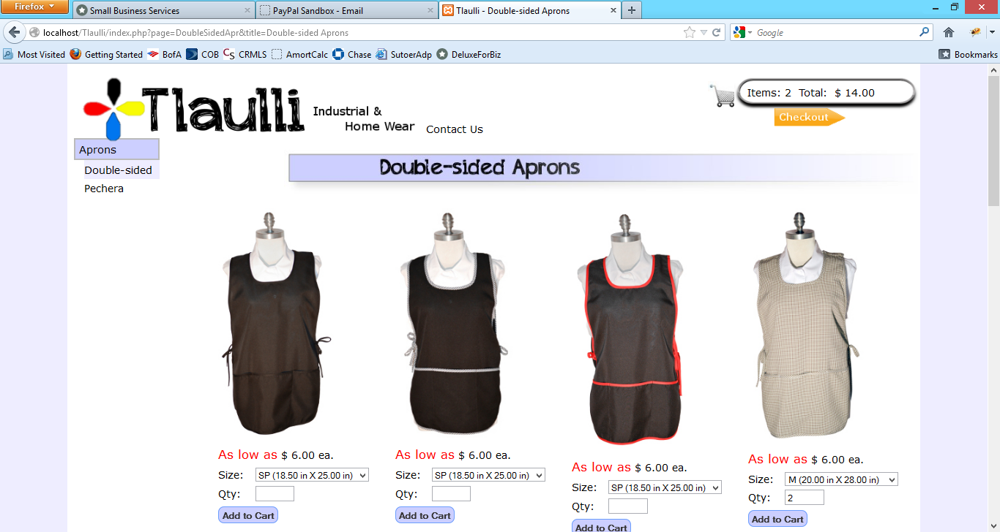 Firefox
Small Business Services
PayPal Sandbox - Email
Tlaulli - Double-sided Aprons
localhost/Tlaulli/index.php?page=DoubleSidedApr&title=Double-sided Aprons
Google
Most Visited Getting Started BofA COB CRMLS AmortCalc Chase SutoerAdp DeluxeForBiz Bookmarks
Tlaulli
Industrial &
Home Wear
Contact Us
Items: 2 Total: $ 14.00
Checkout
Aprons
Double-sided
Pechera
Double-sided Aprons
As low as $ 6.00 ea.
Size: SP (18.50 in X 25.00 in)
Qty:
Add to Cart
As low as $ 6.00 ea.
Size: SP (18.50 in X 25.00 in)
Qty:
Add to Cart
As low as $ 6.00 ea.
Size: SP (18.50 in X 25.00 in)
Qty:
Add to Cart
As low as $ 6.00 ea.
Size: M (20.00 in X 28.00 in)
Qty: 2
Add to Cart